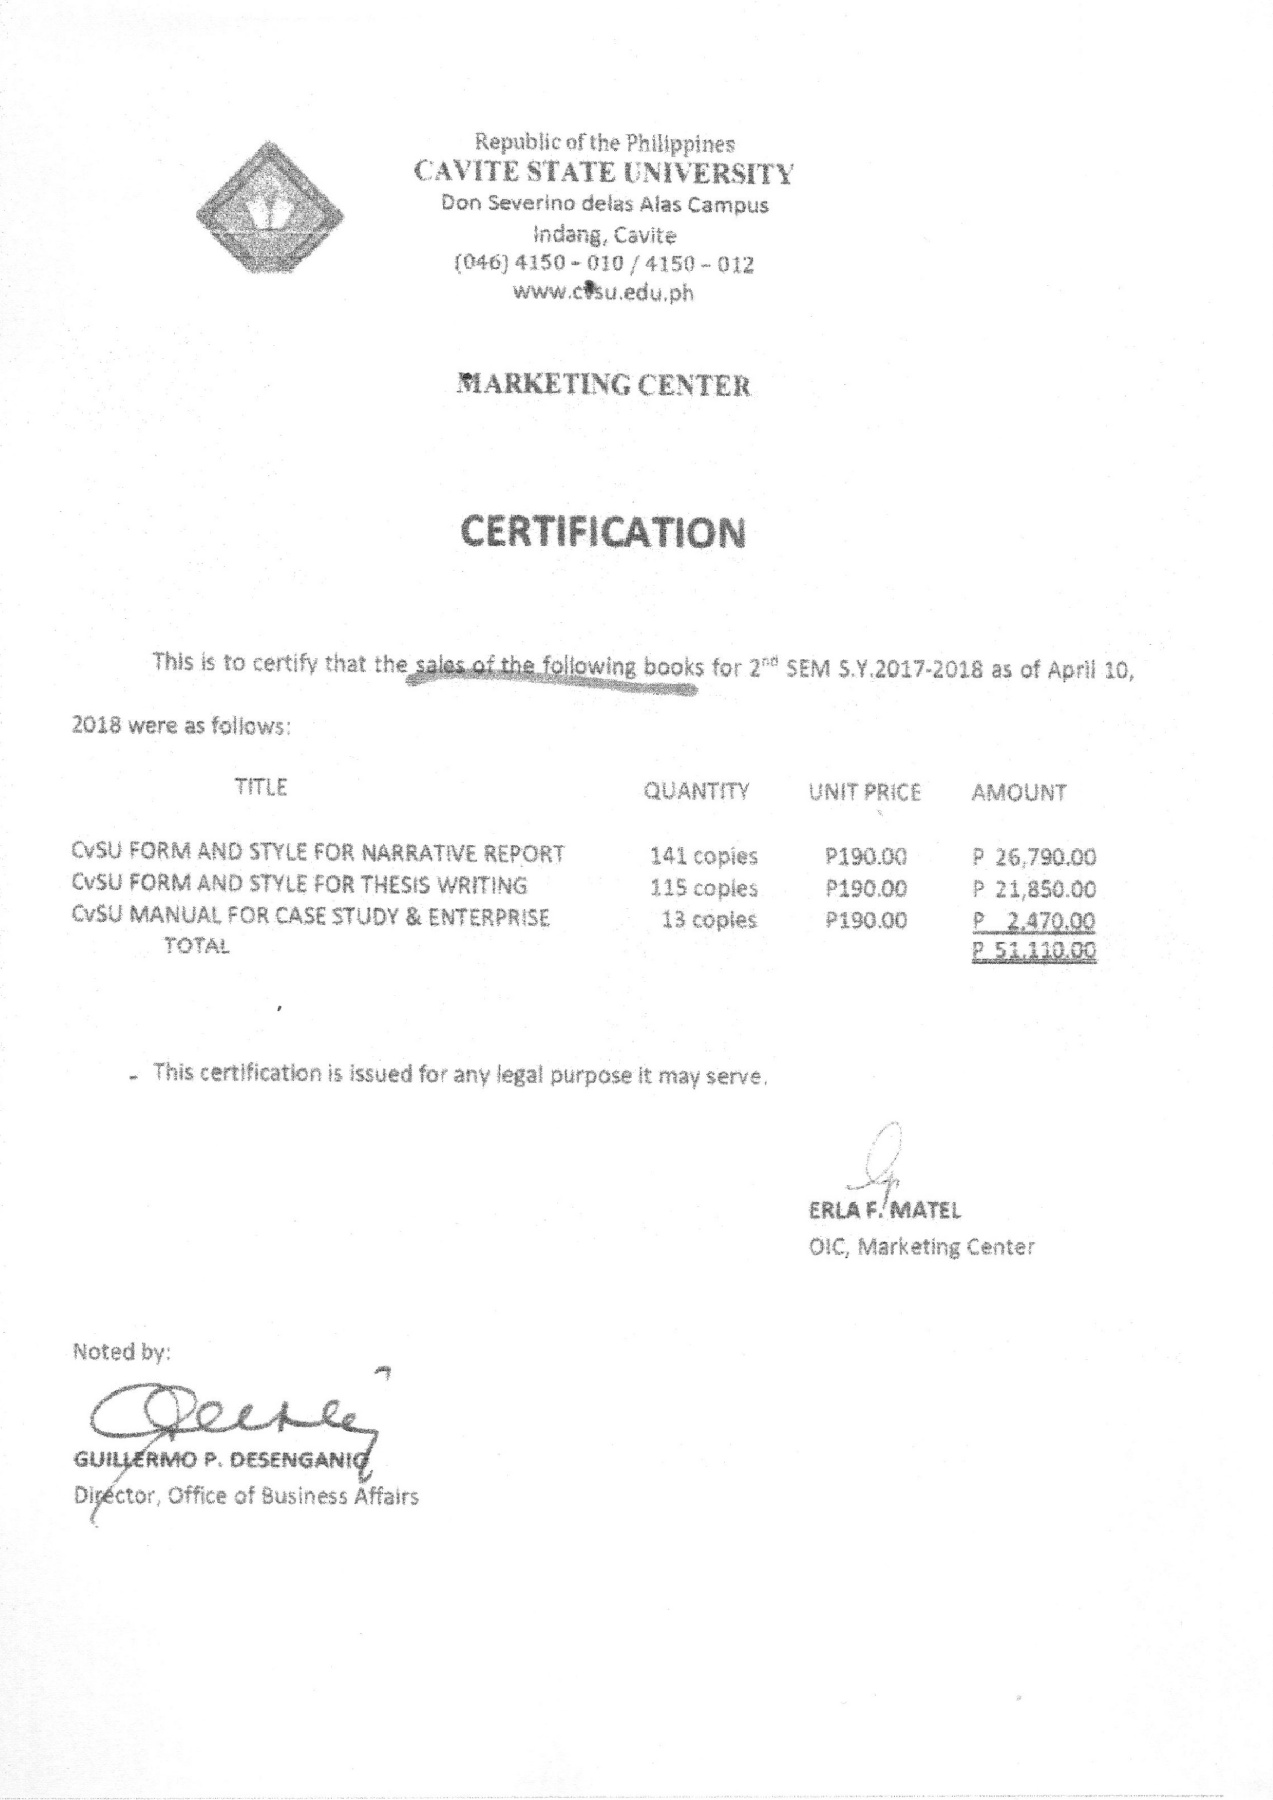 Republic of the Philippines
CAVITE STATE UNIVERSITY
Don Severino delas Alas Campus
Indang, Cavite
(046) 4150 - 010 / 4150 – 012
www.cvsu.edu.ph
MARKETING CENTER
CERTIFICATION
This is to certify that the sales of the following books for 2nd SEM S.Y.2017-2018 as of April 10,
2018 were as follows:
TITLE QUANTITY UNIT PRICE AMOUNT
CvSU FORM AND STYLE FOR NARRATIVE REPORT 141 copies P190.00 P 26,790.00
CvSU FORM AND STYLE FOR THESIS WRITING 115 copies P190.00 P 21,850.00
CvSU MANUAL FOR CASE STUDY & ENTERPRISE 13 copies P190.00 P 2,470.00
TOTAL P 51,110.00
- This certification is issued for any legal purpose it may serve.
ERLA F. MATEL
OIC, Marketing Center
Noted by:
GUILLERMO P. DESENGANIO
Director, Office of Business Affairs